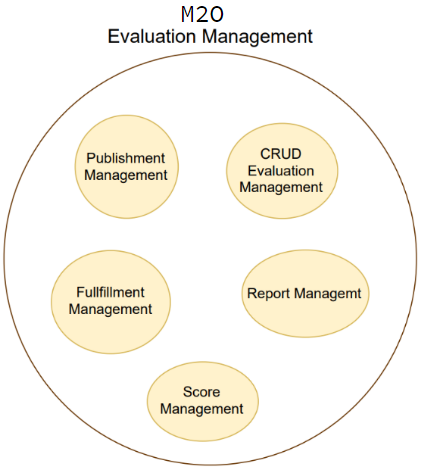 M2O
Evaluation Management
Publishment
Management
CRUD
Evaluation
Management
Fullfillment
Management
Report Managemt
Score
Management